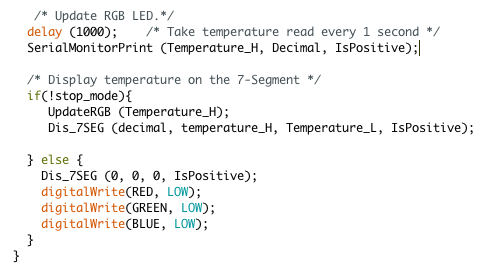 /* Update RGB LED.*/
delay (1000);    /* Take temperature read every 1 second */
SerialMonitorPrint (Temperature_H, Decimal, IsPositive);
/* Display temperature on the 7-Segment */
if(!stop_mode){
UpdateRGB (Temperature_H);
Dis_7SEG (decimal, temperature_H, Temperature_L, IsPositive);
} else {
Dis_7SEG (0, 0, 0, IsPositive);
digitalWrite(RED, LOW);
digitalWrite(GREEN, LOW);
digitalWrite(BLUE, LOW);
}
}